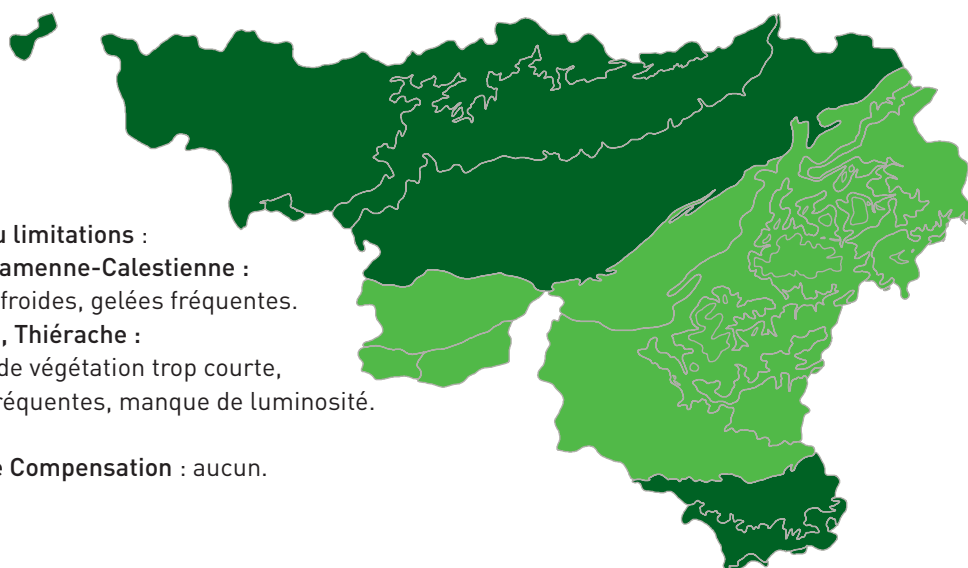 limitations :
amenne-Calestienne :
froides, gelées fréquentes.
, Thiérache :
de végétation trop courte,
réquentes, manque de luminosité.
Compensation : aucun.